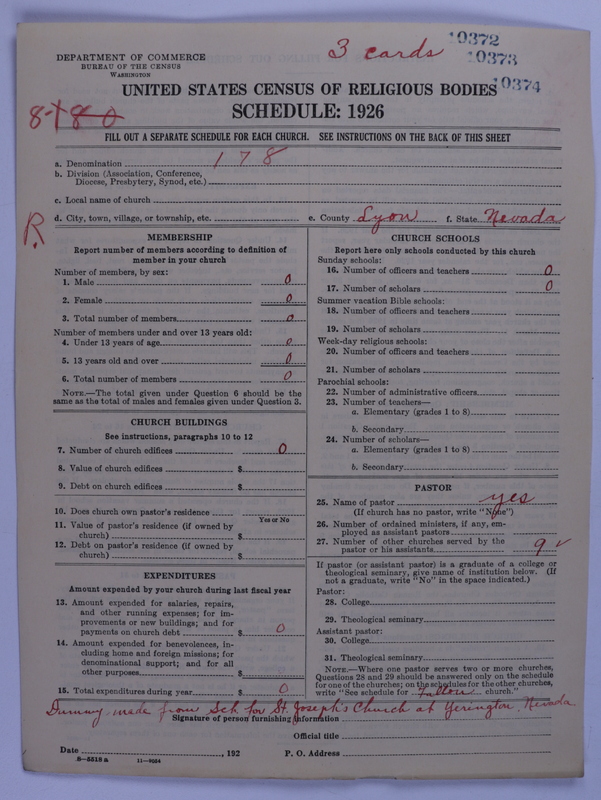 DEPARTMENT OF COMMERCE
BUREAU OF THE CENSUS
WASHINGTON
3 cards
10372
10373
10374
UNITED STATES CENSUS OF RELIGIOUS BODIES
SCHEDULE: 1926
FILL OUT A SEPARATE SCHEDULE FOR EACH CHURCH. SEE INSTRUCTIONS ON THE BACK OF THIS SHEET
a. Denomination 178
b. Division (Association, Conference,
Diocese, Presbytery, Synod, etc.)
c. Local name of church
d. City, town, village, or township, etc. e. County Lyon f. State Nevada
R.
MEMBERSHIP
Report number of members according to definition of
member in your church
Number of members, by sex:
1. Male 0
2. Female 0
3. Total number of members 0
Number of members under and over 13 years old:
4. Under 13 years of age 0
5. 13 years old and over 0
6. Total number of members 0
NOTE.—The total given under Question 6 should be the
same as the total of males and females given under Question 3.
CHURCH BUILDINGS
See instructions, paragraphs 10 to 12
7. Number of church edifices 0
8. Value of church edifices $
9. Debt on church edifices $
10. Does church own pastor's residence
Yes or No
11. Value of pastor's residence (if owned by
church) $
12. Debt on pastor's residence (if owned by
church) $
EXPENDITURES
Amount expended by your church during last fiscal year
13. Amount expended for salaries, repairs,
and other running expenses; for im-
provements or new buildings; and for
payments on church debt $ 0
14. Amount expended for benevolences, in-
cluding home and foreign missions; for
denominational support; and for all
other purposes $
15. Total expenditures during year $ 0
CHURCH SCHOOLS
Report here only schools conducted by this church
Sunday schools:
16. Number of officers and teachers 0
17. Number of scholars 0
Summer vacation Bible schools:
18. Number of officers and teachers
19. Number of scholars
Week-day religious schools:
20. Number of officers and teachers
21. Number of scholars
Parochial schools:
22. Number of administrative officers
23. Number of teachers—
a. Elementary (grades 1 to 8)
b. Secondary
24. Number of scholars—
a. Elementary (grades 1 to 8)
b. Secondary
PASTOR
25. Name of pastor yes
(If church has no pastor, write "None")
26. Number of ordained ministers, if any, em-
ployed as assistant pastors
27. Number of other churches served by the
pastor or his assistants 9 ✓
If pastor (or assistant pastor) is a graduate of a college or
theological seminary, give name of institution below. (If
not a graduate, write "No" in the space indicated.)
Pastor:
28. College
29. Theological seminary
Assistant pastor:
30. College
31. Theological seminary
NOTE.—Where one pastor serves two or more churches,
Questions 28 and 29 should be answered only on the schedule
for one of the churches; on the schedules for the other churches,
write "See schedule for Fallon church."
Dummy made from Sch for St. Joseph's Church at Yerington, Nevada
Signature of person furnishing information
Official title
Date , 192 P. O. Address
8—5518 a 11—9024